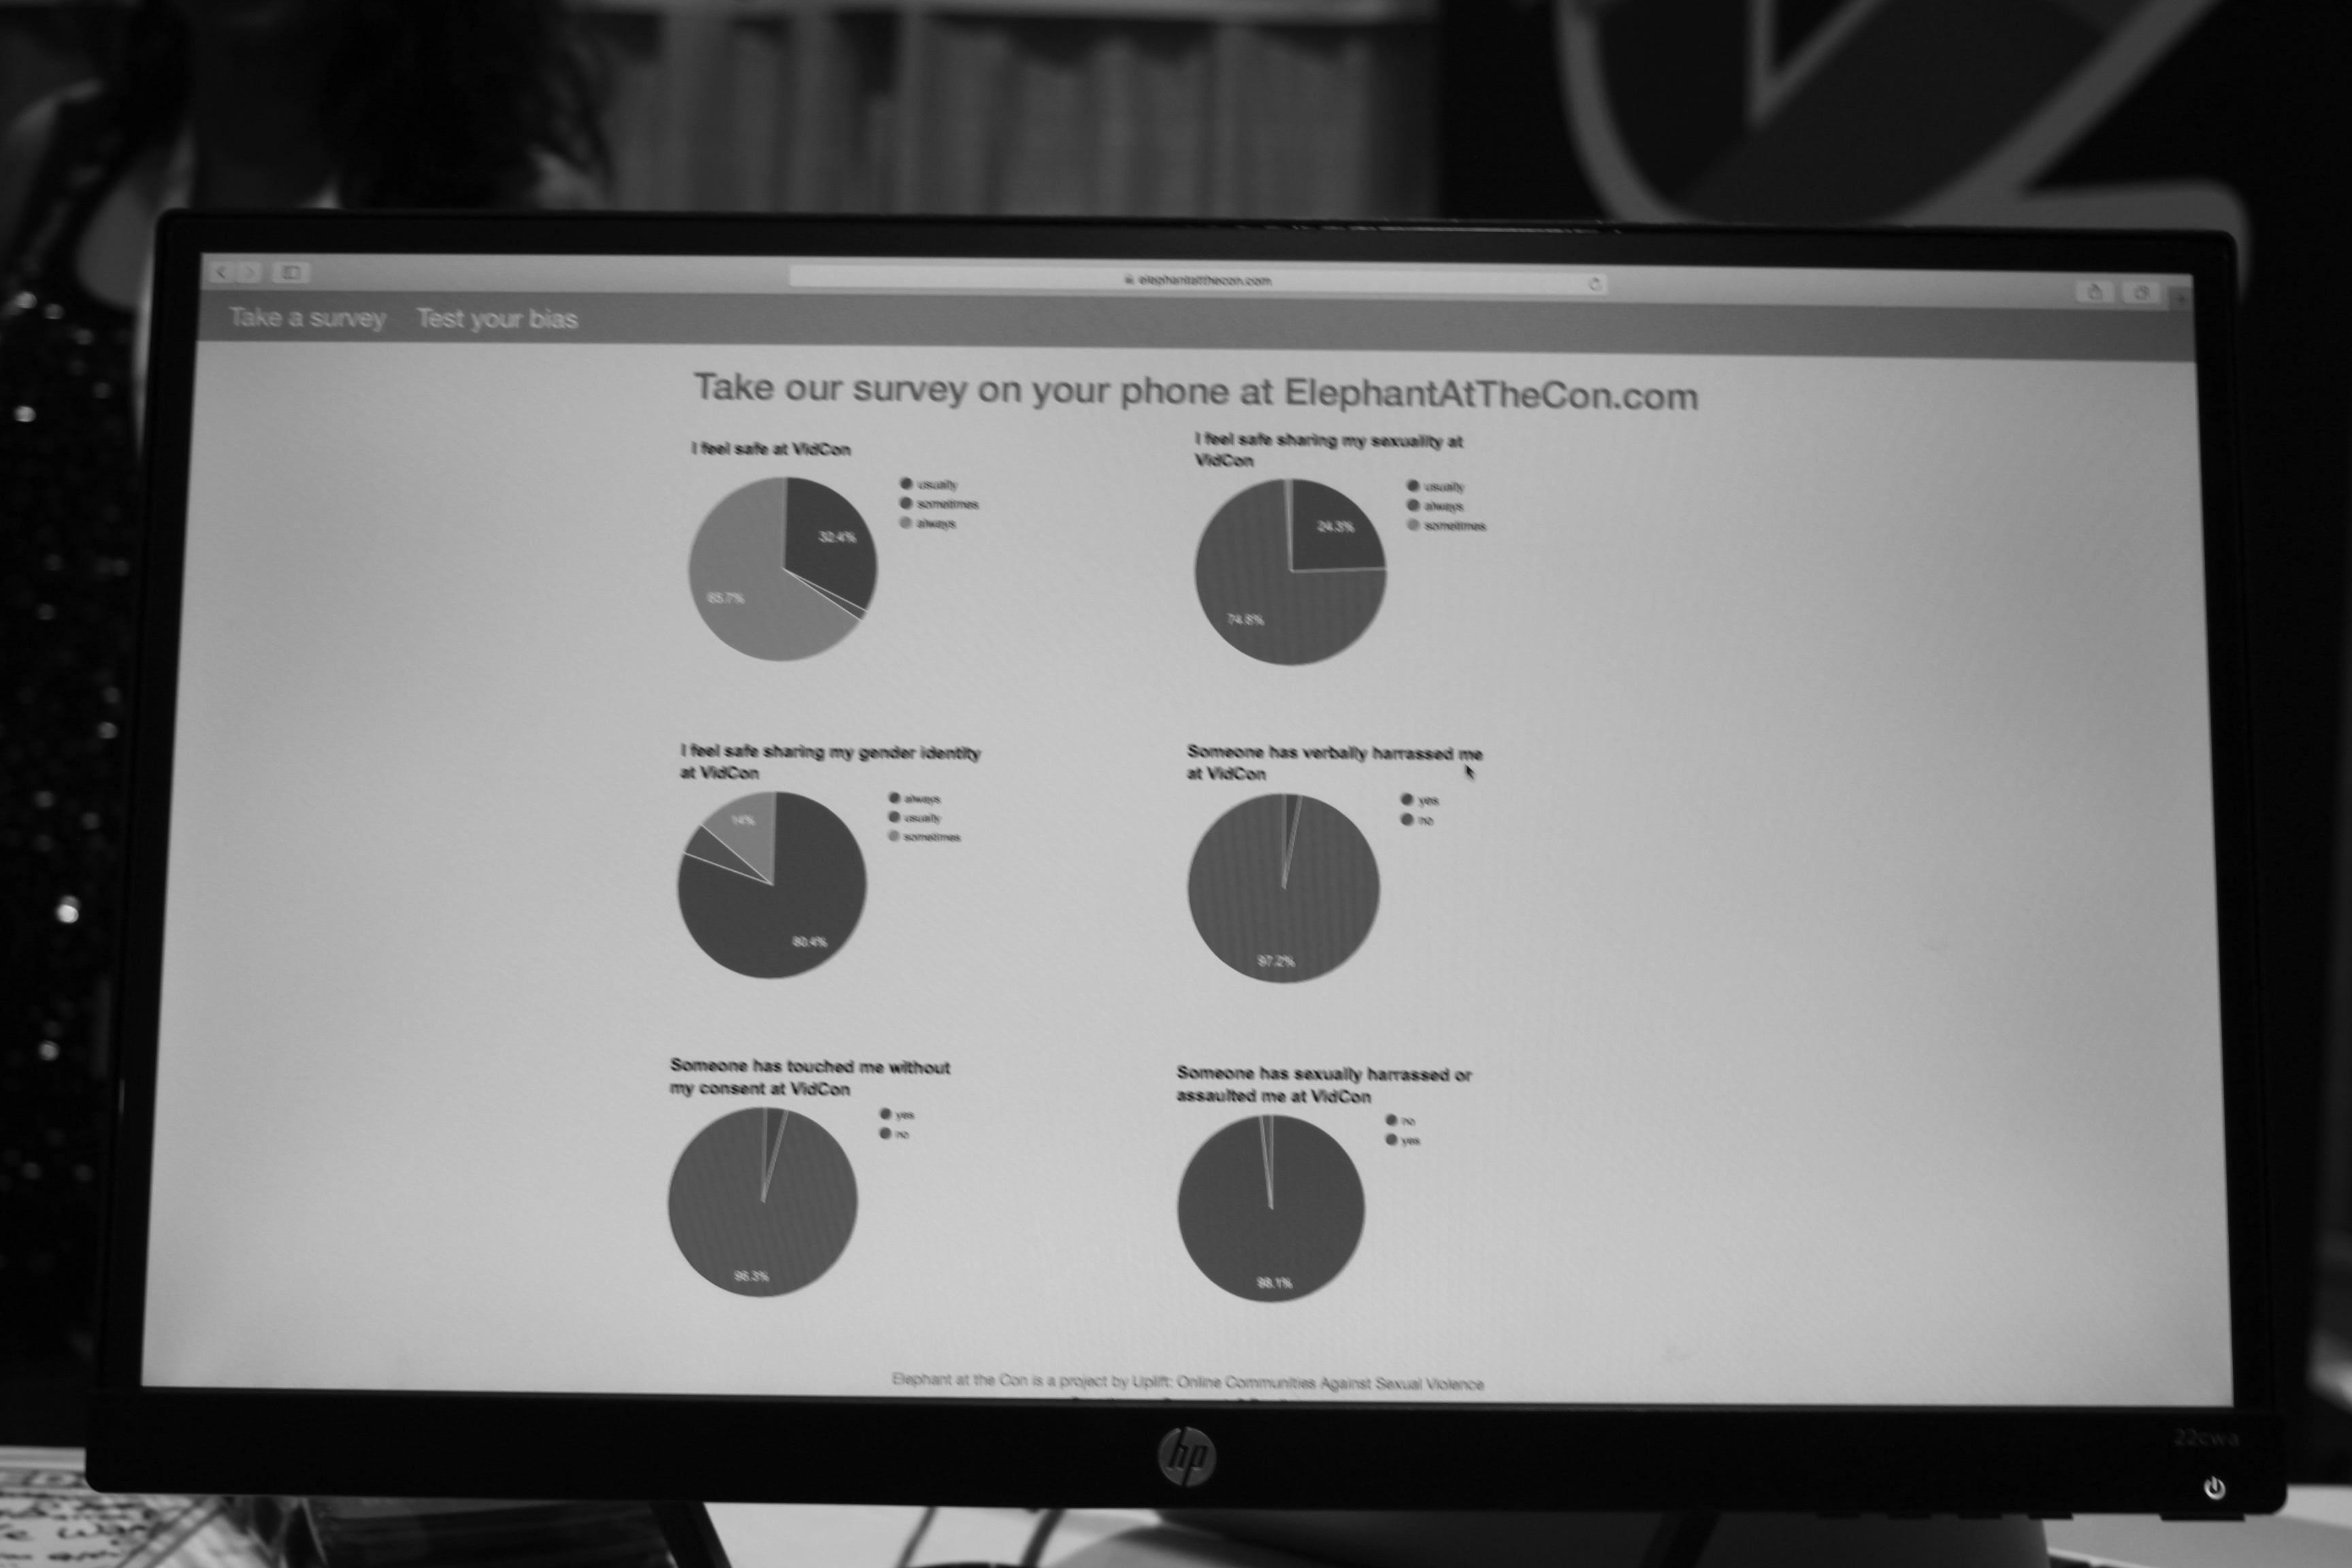 elephantatthecon.com
Take a survey Test your bias
Take our survey on your phone at ElephantAtTheCon.com
I feel safe at VidCon
usually
sometimes
always
32.4%
65.7%
I feel safe sharing my sexuality at
VidCon
usually
always
sometimes
24.3%
74.8%
I feel safe sharing my gender identity
at VidCon
always
usually
sometimes
14%
80.4%
Someone has verbally harrassed me
at VidCon
yes
no
97.2%
Someone has touched me without
my consent at VidCon
yes
no
96.3%
Someone has sexually harrassed or
assaulted me at VidCon
no
yes
98.1%
Elephant at the Con is a project by Uplift: Online Communities Against Sexual Violence
hp
22cwa